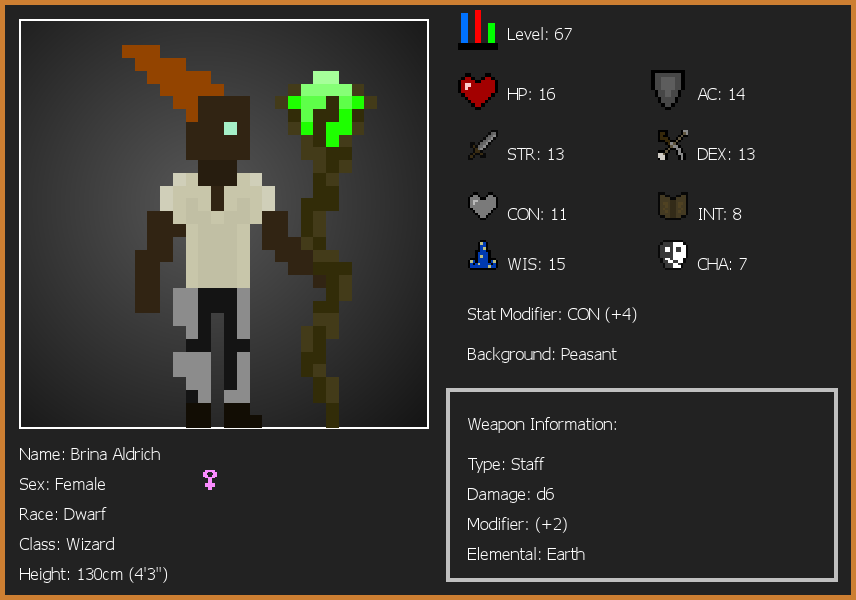 Level: 67
HP: 16
AC: 14
STR: 13
DEX: 13
CON: 11
INT: 8
WIS: 15
CHA: 7
Stat Modifier: CON (+4)
Background: Peasant
Weapon Information:
Type: Staff
Damage: d6
Modifier: (+2)
Elemental: Earth
Name: Brina Aldrich
Sex: Female
Race: Dwarf
Class: Wizard
Height: 130cm (4'3")